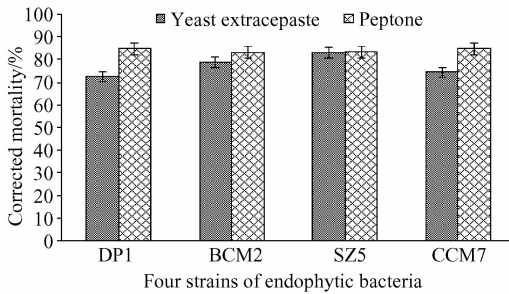 Corrected mortality/%
100
90
80
70
60
50
40
30
20
10
0
Yeast extracepaste Peptone
DP1 BCM2 SZ5 CCM7
Four strains of endophytic bacteria